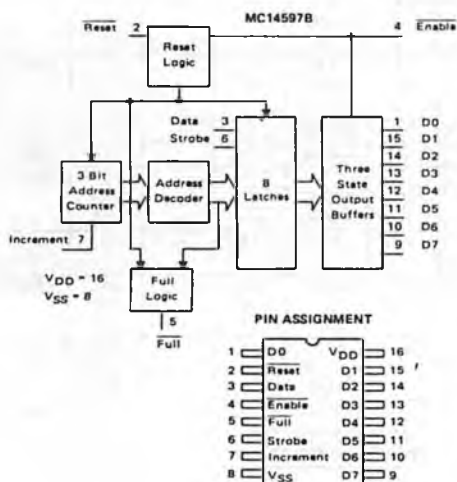 MC14597B
Reset 2
4 Enable
Reset
Logic
Data 3
Strobe 6
3 Bit
Address
Counter
Address
Decoder
8
Latches
Three
State
Output
Buffers
1 D0
15 D1
14 D2
13 D3
12 D4
11 D5
10 D6
9 D7
Increment 7
VDD = 16
VSS = 8
Full
Logic
5
Full
PIN ASSIGNMENT
1 D0 VDD 16
2 Reset D1 15
3 Data D2 14
4 Enable D3 13
5 Full D4 12
6 Strobe D5 11
7 Increment D6 10
8 VSS D7 9